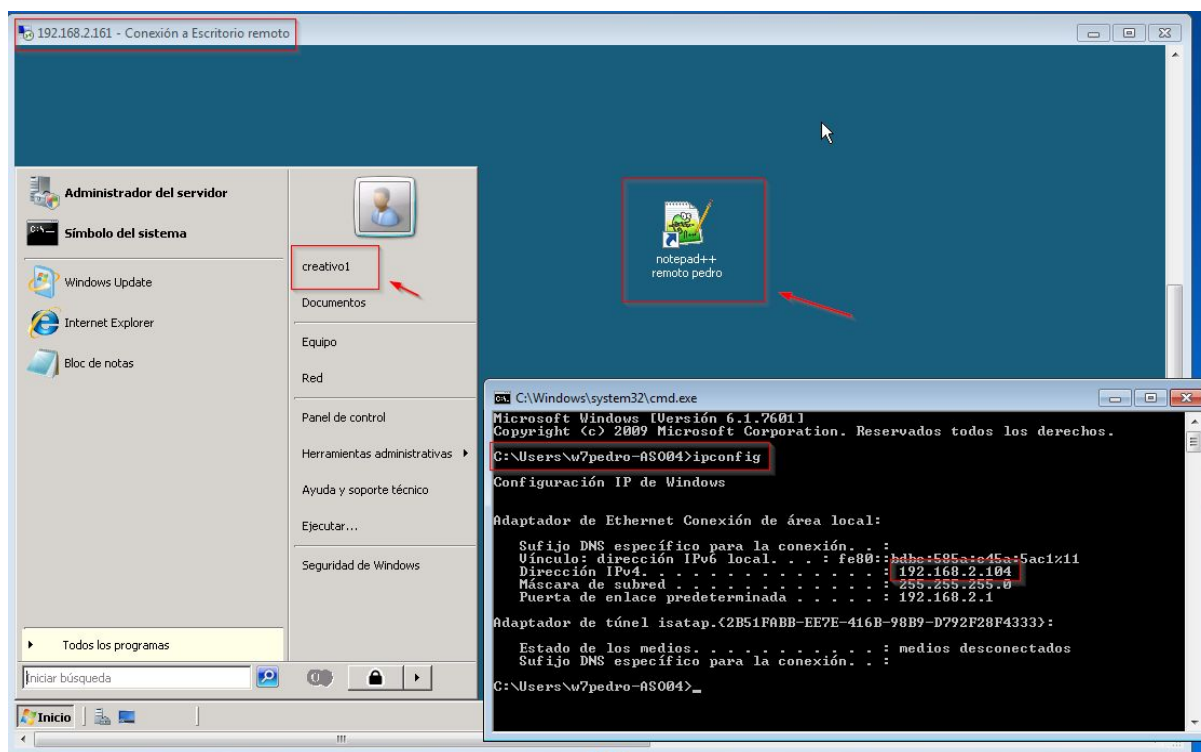 192.168.2.161 - Conexión a Escritorio remoto
Administrador del servidor
Símbolo del sistema
Windows Update
Internet Explorer
Bloc de notas
Todos los programas
Iniciar búsqueda
creativo1
Documentos
Equipo
Red
Panel de control
Herramientas administrativas
Ayuda y soporte técnico
Ejecutar...
Seguridad de Windows
Inicio
notepad++
remoto pedro
C:\Windows\system32\cmd.exe
Microsoft Windows [Versión 6.1.7601]
Copyright (c) 2009 Microsoft Corporation. Reservados todos los derechos.
C:\Users\w7pedro-ASO04>ipconfig
Configuración IP de Windows
Adaptador de Ethernet Conexión de área local:
Sufijo DNS específico para la conexión. . :
Vínculo: dirección IPv6 local. . . : fe80::bdbc:585a:c45a:5ac1%11
Dirección IPv4. . . . . . . . . . . . . . : 192.168.2.104
Máscara de subred . . . . . . . . . . . . : 255.255.255.0
Puerta de enlace predeterminada . . . . . : 192.168.2.1
Adaptador de túnel isatap.{2B51FABB-EE7E-416B-98B9-D792F28F4333}:
Estado de los medios. . . . . . . . . . . : medios desconectados
Sufijo DNS específico para la conexión. . :
C:\Users\w7pedro-ASO04>_